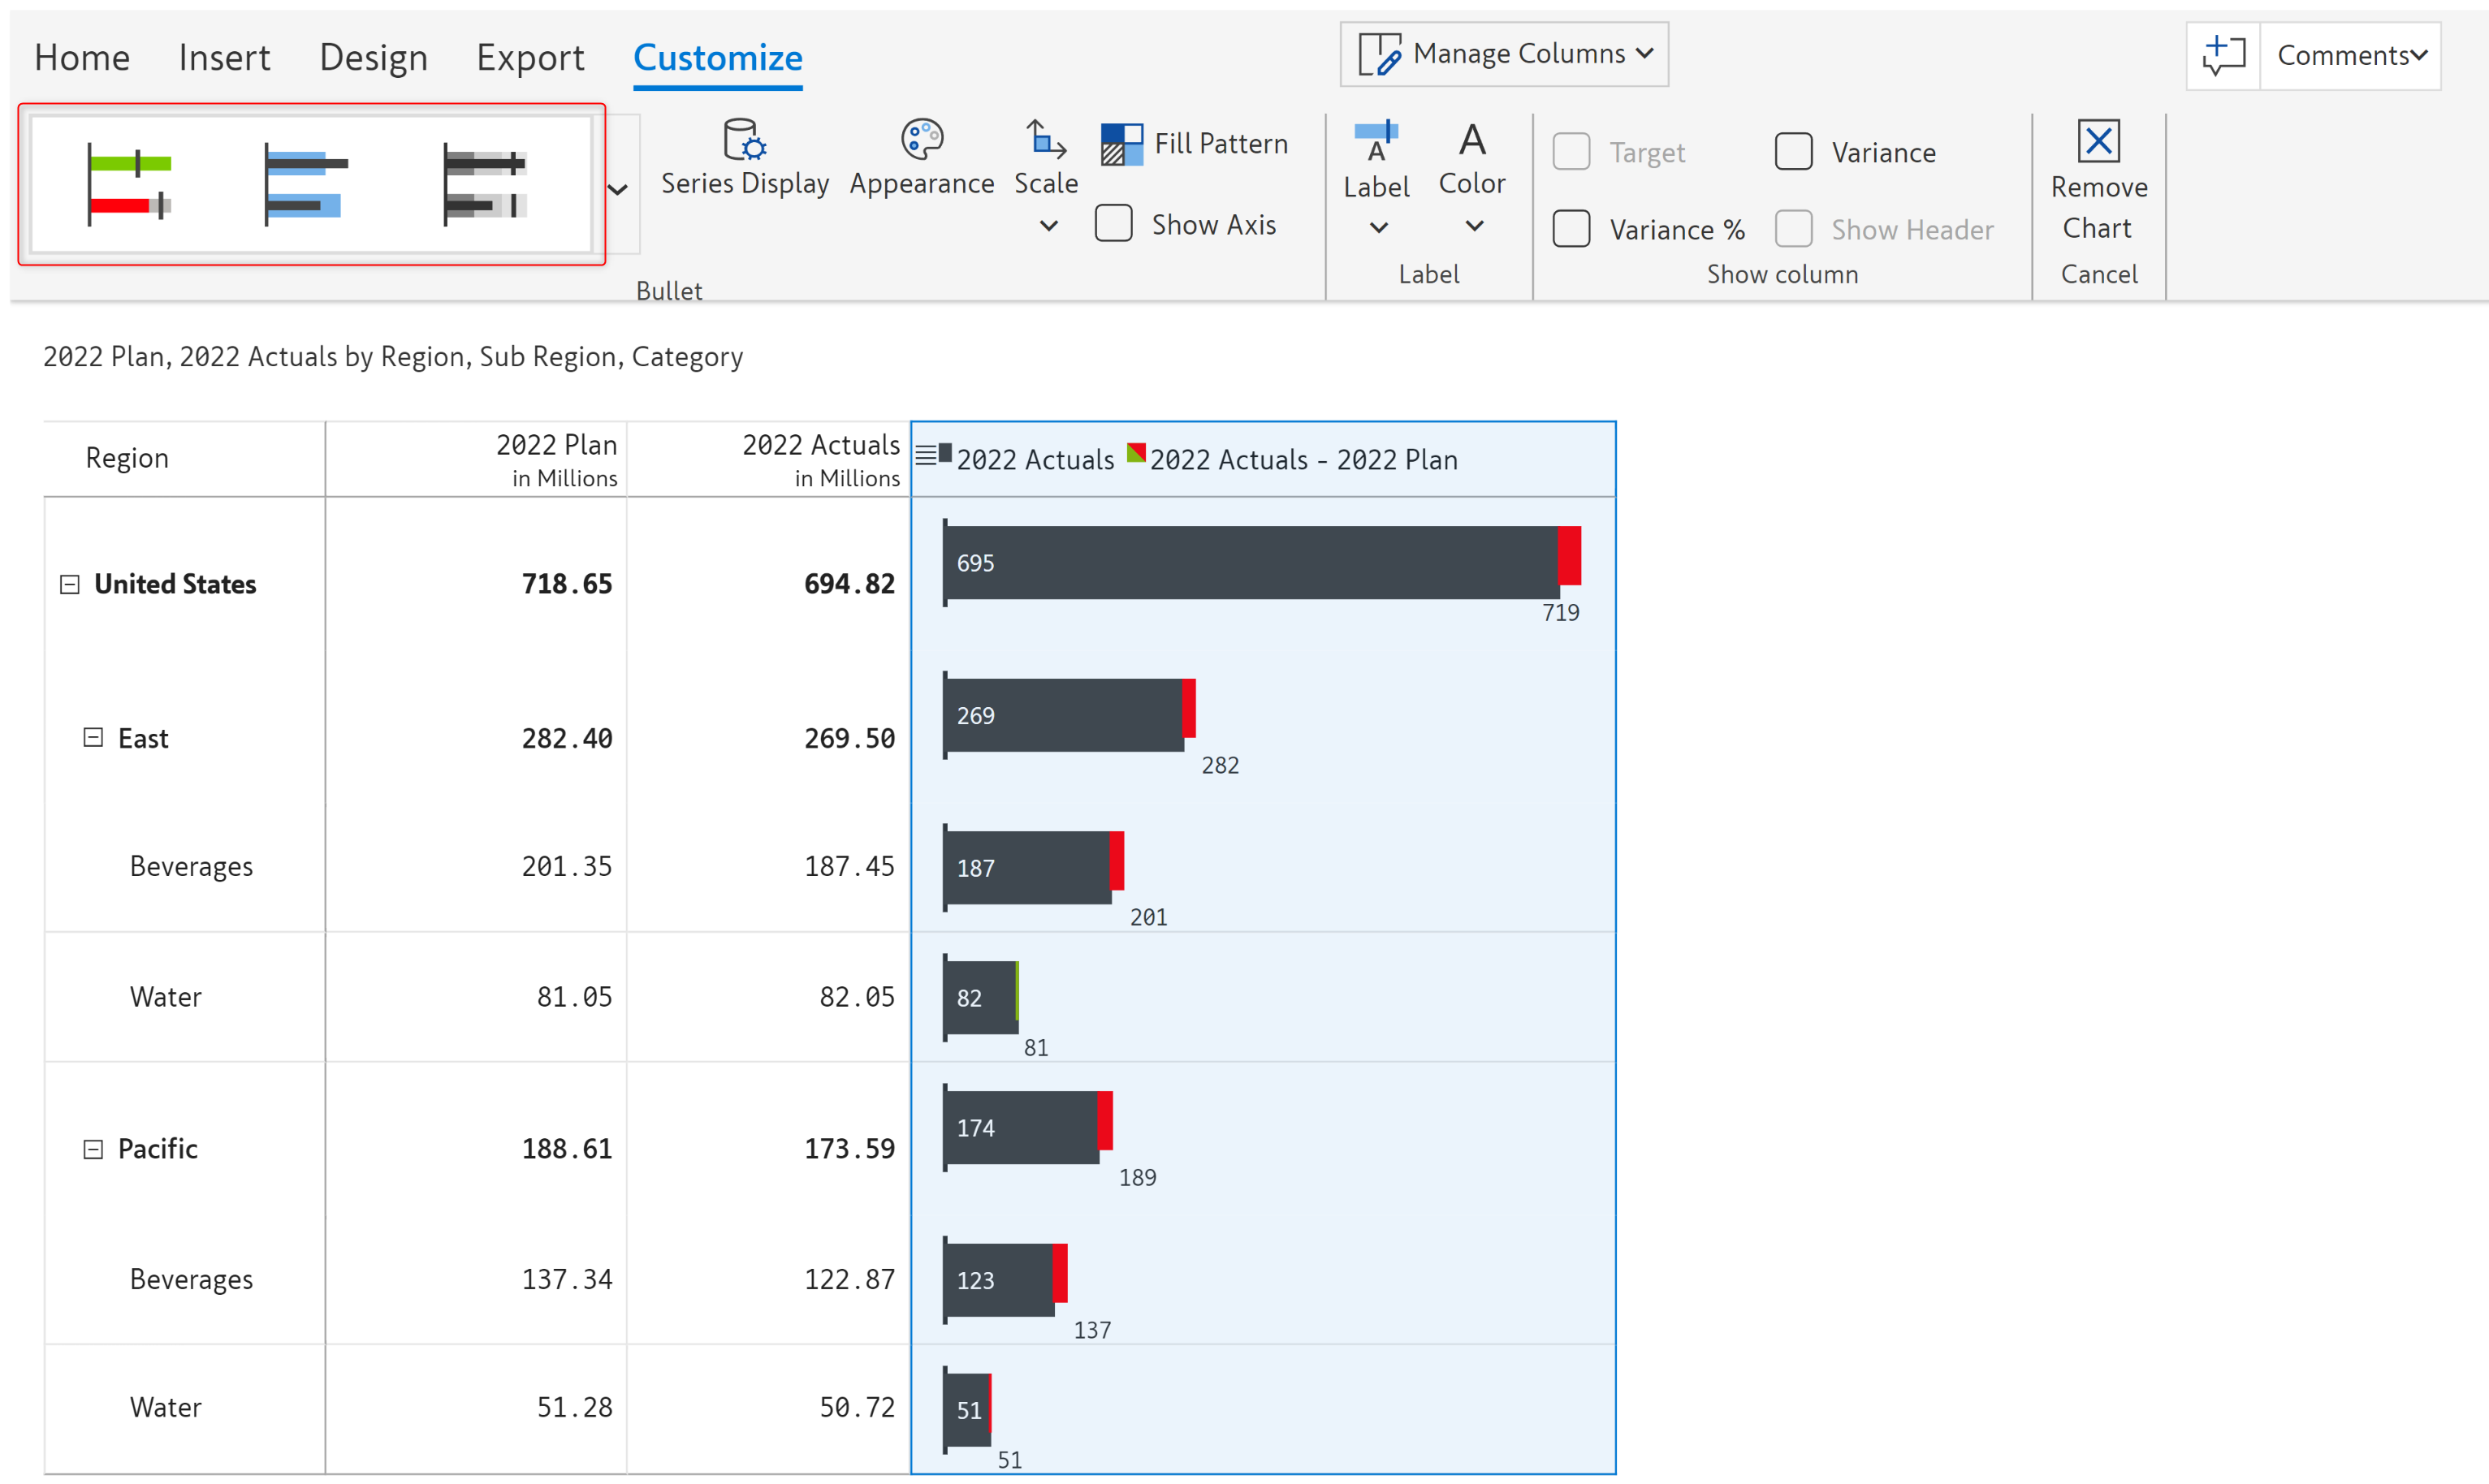 Home Insert Design Export Customize Manage Columns Comments
Series Display Appearance Scale Fill Pattern Show Axis Label Color Target Variance Variance % Show Header Remove Chart
Bullet Label Show column Cancel
2022 Plan, 2022 Actuals by Region, Sub Region, Category
Region 2022 Plan in Millions 2022 Actuals in Millions 2022 Actuals 2022 Actuals - 2022 Plan
United States 718.65 694.82 695 719
East 282.40 269.50 269 282
Beverages 201.35 187.45 187 201
Water 81.05 82.05 82 81
Pacific 188.61 173.59 174 189
Beverages 137.34 122.87 123 137
Water 51.28 50.72 51 51